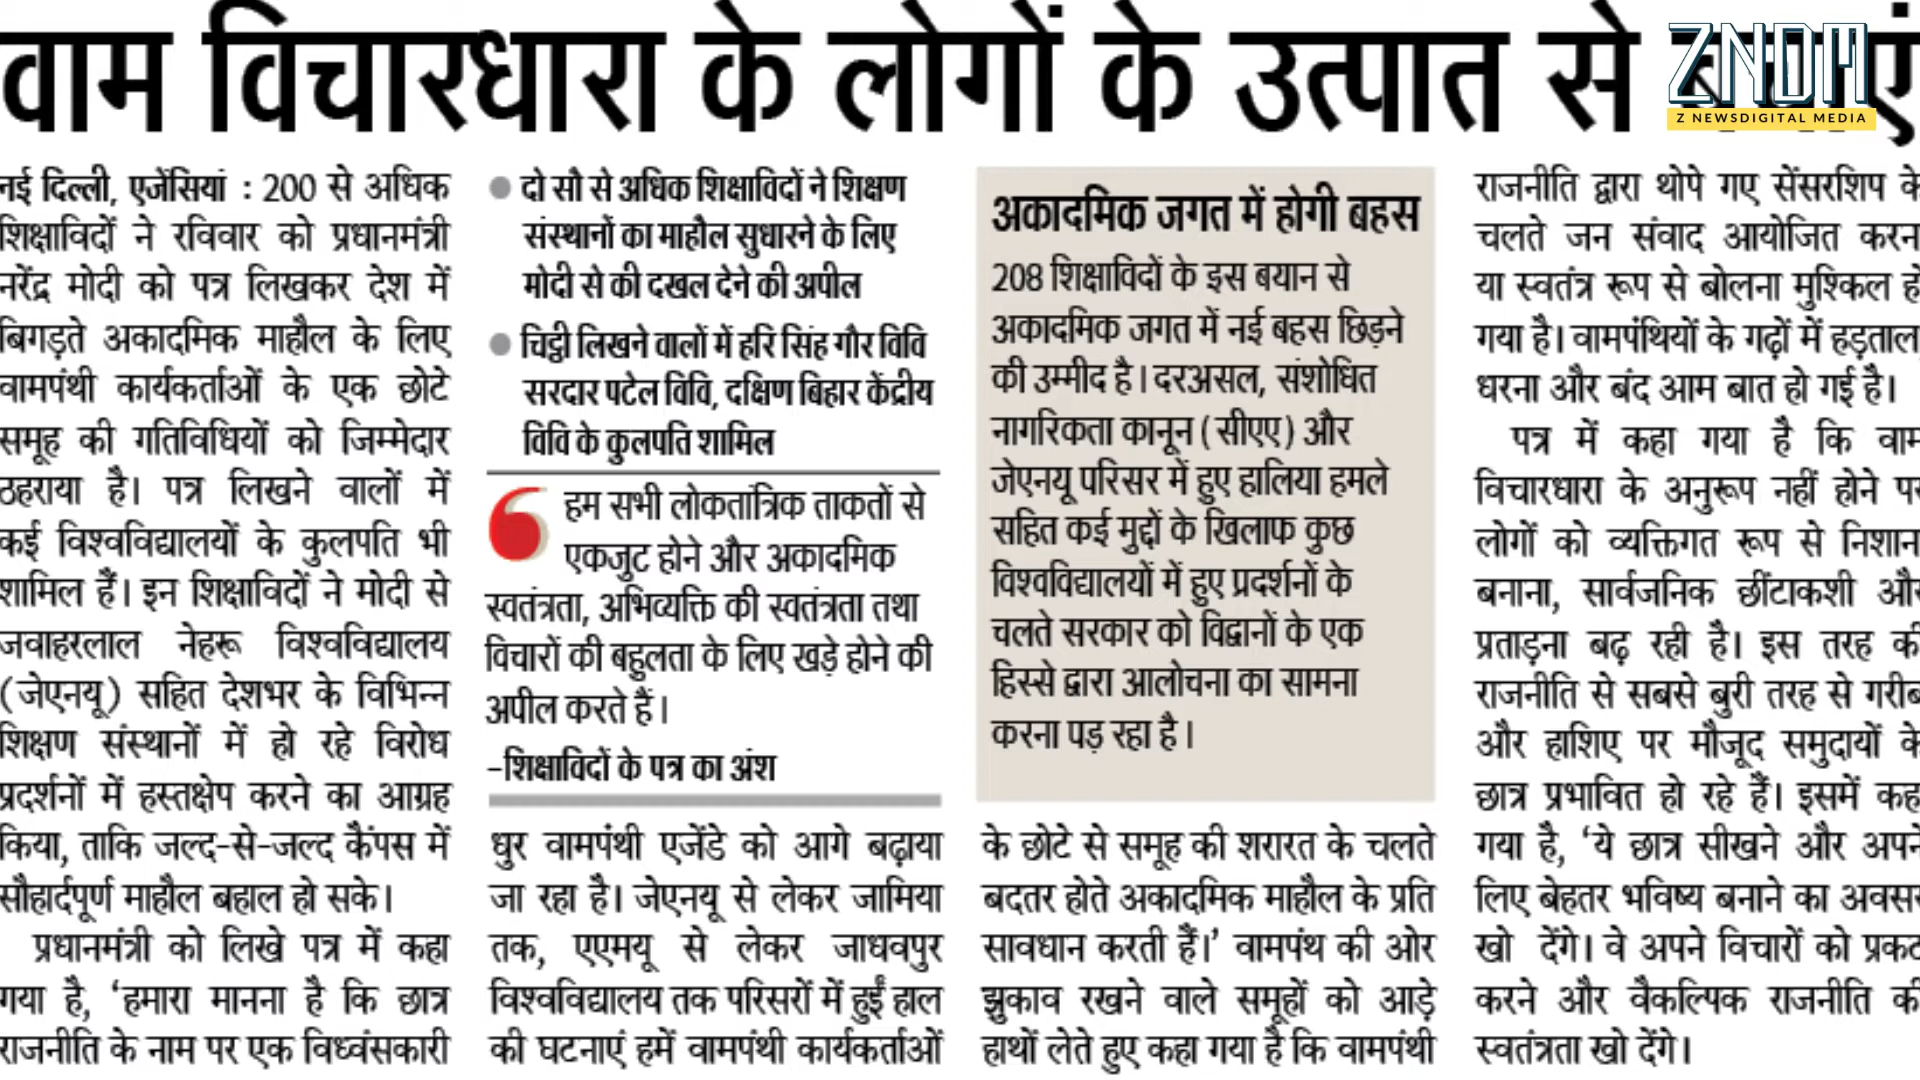 वाम विचारधारा के लोगों के उत्पात से
ZNDM
Z NEWSDIGITAL MEDIA
नई दिल्ली, एजेंसियां : 200 से अधिक
शिक्षाविदों ने रविवार को प्रधानमंत्री
नरेंद्र मोदी को पत्र लिखकर देश में
बिगड़ते अकादमिक माहौल के लिए
वामपंथी कार्यकर्ताओं के एक छोटे
समूह की गतिविधियों को जिम्मेदार
ठहराया है। पत्र लिखने वालों में
कई विश्वविद्यालयों के कुलपति भी
शामिल हैं। इन शिक्षाविदों ने मोदी से
जवाहरलाल नेहरू विश्वविद्यालय
(जेएनयू) सहित देशभर के विभिन्न
शिक्षण संस्थानों में हो रहे विरोध
प्रदर्शनों में हस्तक्षेप करने का आग्रह
किया, ताकि जल्द-से-जल्द कैंपस में
सौहार्दपूर्ण माहौल बहाल हो सके।
प्रधानमंत्री को लिखे पत्र में कहा
गया है, ‘हमारा मानना है कि छात्र
राजनीति के नाम पर एक विध्वंसकारी
दो सौ से अधिक शिक्षाविदों ने शिक्षण
संस्थानों का माहौल सुधारने के लिए
मोदी से की दखल देने की अपील
चिट्ठी लिखने वालों में हरि सिंह गौर विवि
सरदार पटेल विवि, दक्षिण बिहार केंद्रीय
विवि के कुलपति शामिल
हम सभी लोकतांत्रिक ताकतों से
एकजुट होने और अकादमिक
स्वतंत्रता, अभिव्यक्ति की स्वतंत्रता तथा
विचारों की बहुलता के लिए खड़े होने की
अपील करते हैं।
-शिक्षाविदों के पत्र का अंश
धुर वामपंथी एजेंडे को आगे बढ़ाया
जा रहा है। जेएनयू से लेकर जामिया
तक, एएमयू से लेकर जाधवपुर
विश्वविद्यालय तक परिसरों में हुईं हाल
की घटनाएं हमें वामपंथी कार्यकर्ताओं
अकादमिक जगत में होगी बहस
208 शिक्षाविदों के इस बयान से
अकादमिक जगत में नई बहस छिड़ने
की उम्मीद है। दरअसल, संशोधित
नागरिकता कानून (सीएए) और
जेएनयू परिसर में हुए हालिया हमले
सहित कई मुद्दों के खिलाफ कुछ
विश्वविद्यालयों में हुए प्रदर्शनों के
चलते सरकार को विद्वानों के एक
हिस्से द्वारा आलोचना का सामना
करना पड़ रहा है।
के छोटे से समूह की शरारत के चलते
बदतर होते अकादमिक माहौल के प्रति
सावधान करती हैं।’ वामपंथ की ओर
झुकाव रखने वाले समूहों को आड़े
हाथों लेते हुए कहा गया है कि वामपंथी
राजनीति द्वारा थोपे गए सेंसरशिप के
चलते जन संवाद आयोजित करना
या स्वतंत्र रूप से बोलना मुश्किल हो
गया है। वामपंथियों के गढ़ों में हड़ताल
धरना और बंद आम बात हो गई है।
पत्र में कहा गया है कि वाम
विचारधारा के अनुरूप नहीं होने पर
लोगों को व्यक्तिगत रूप से निशाना
बनाना, सार्वजनिक छींटाकशी और
प्रताड़ना बढ़ रही है। इस तरह की
राजनीति से सबसे बुरी तरह से गरीब
और हाशिए पर मौजूद समुदायों के
छात्र प्रभावित हो रहे हैं। इसमें कहा
गया है, ‘ये छात्र सीखने और अपने
लिए बेहतर भविष्य बनाने का अवसर
खो देंगे। वे अपने विचारों को प्रकट
करने और वैकल्पिक राजनीति की
स्वतंत्रता खो देंगे।